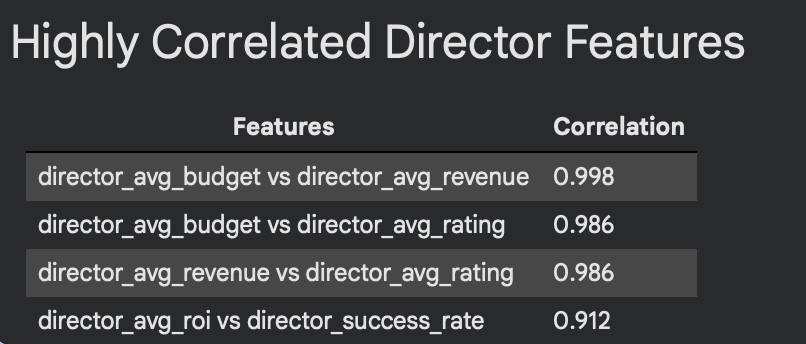 Highly Correlated Director Features
Features Correlation
director_avg_budget vs director_avg_revenue 0.998
director_avg_budget vs director_avg_rating 0.986
director_avg_revenue vs director_avg_rating 0.986
director_avg_roi vs director_success_rate 0.912